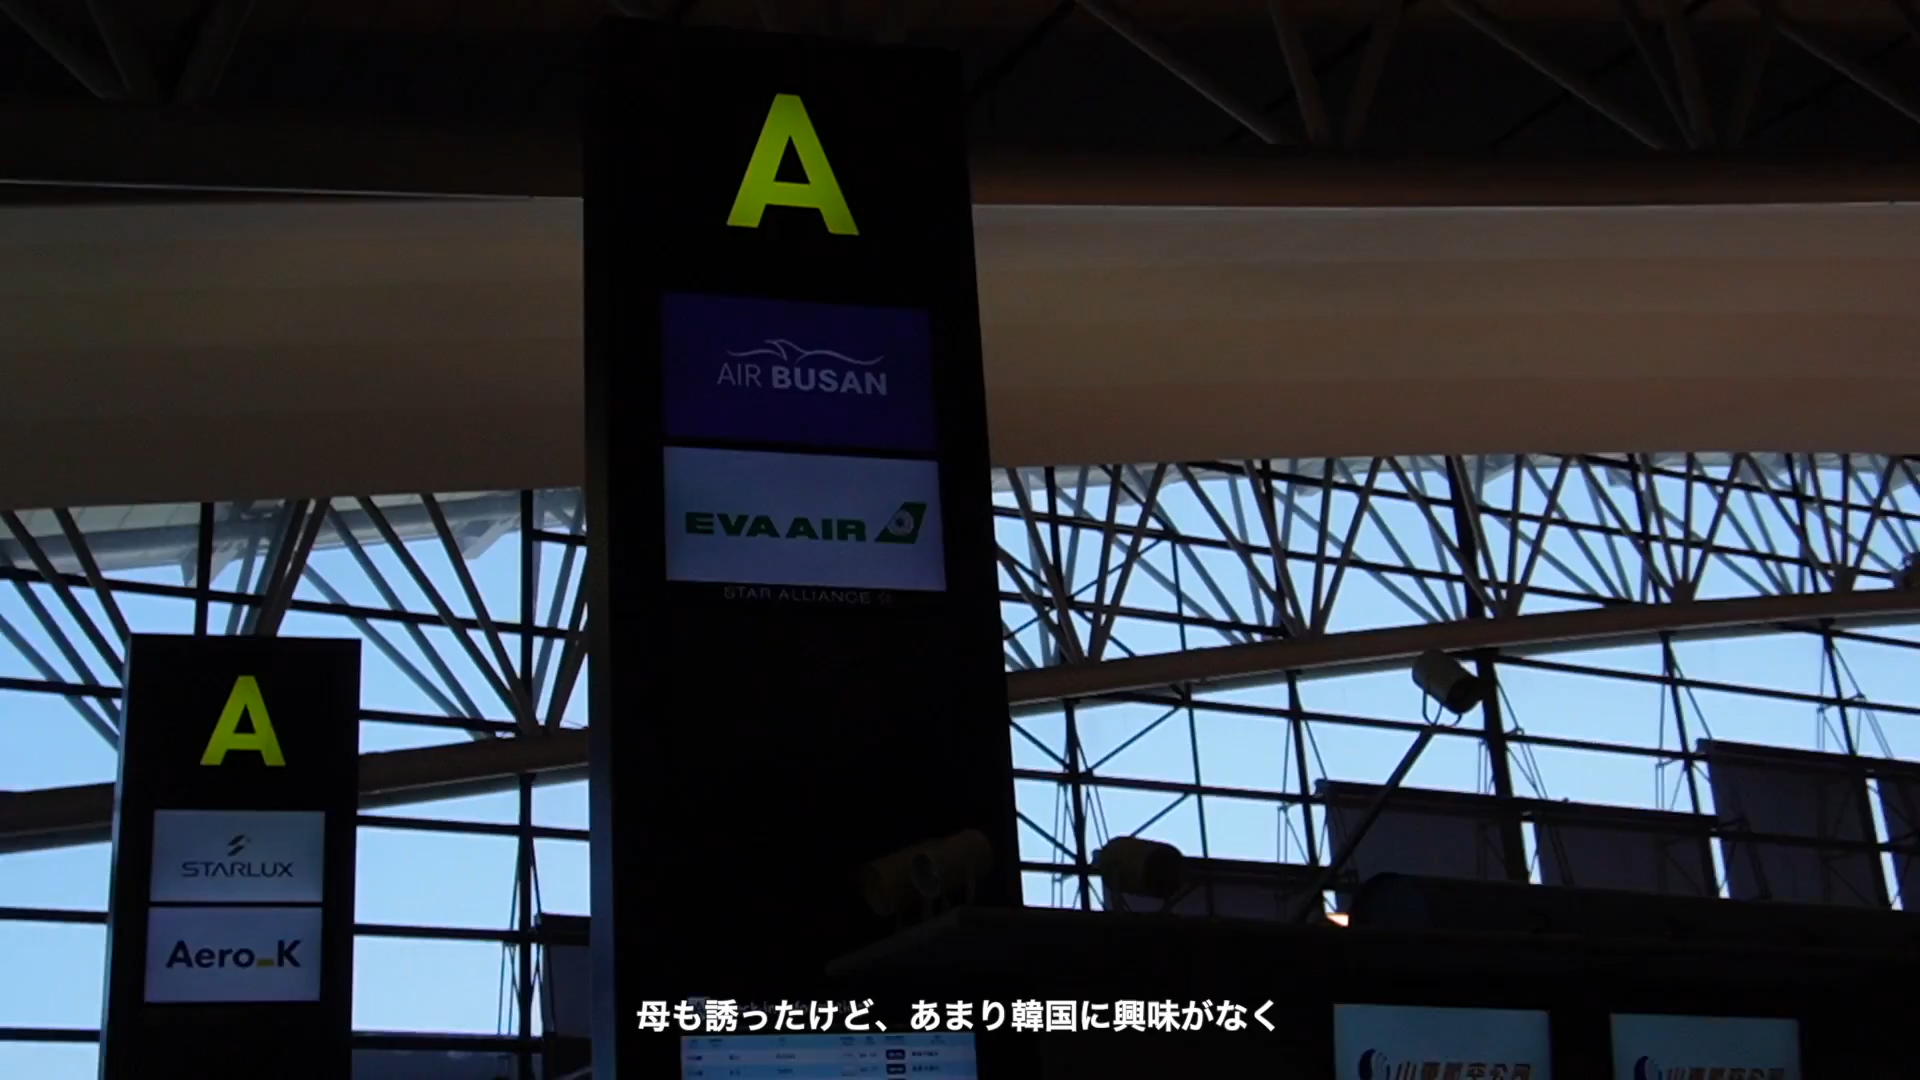 A
AIR BUSAN
EVA AIR
STAR ALLIANCE
A
STARLUX
Aero_K
母も誘ったけど、あまり韓国に興味がなく